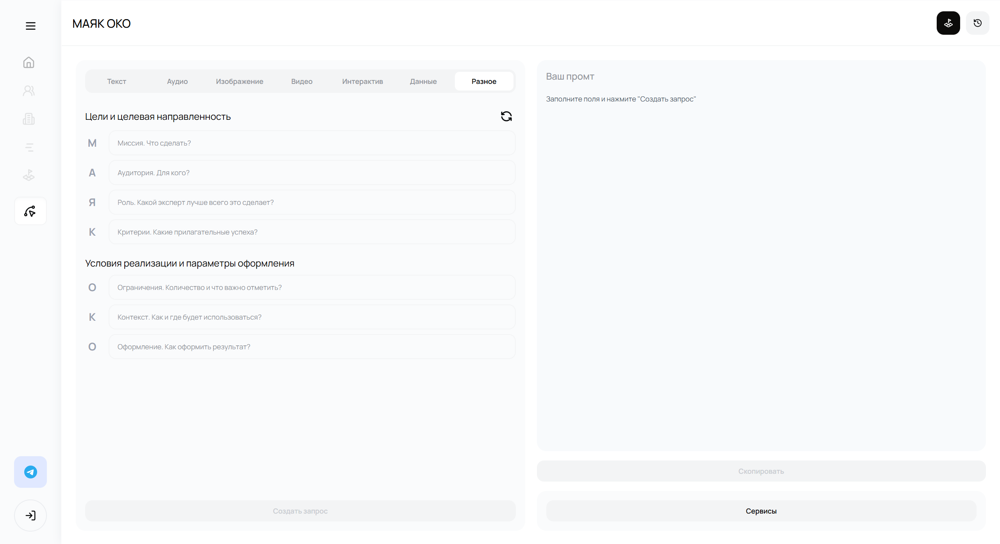 МАЯК ОКО
Текст Аудио Изображение Видео Интерактив Данные Разное
Цели и целевая направленность
М Миссия. Что сделать?
А Аудитория. Для кого?
Я Роль. Какой эксперт лучше всего это сделает?
К Критерии. Какие прилагательные успеха?
Условия реализации и параметры оформления
О Ограничения. Количество и что важно отметить?
К Контекст. Как и где будет использоваться?
О Оформление. Как оформить результат?
Создать запрос
Ваш промт
Заполните поля и нажмите "Создать запрос"
Скопировать
Сервисы